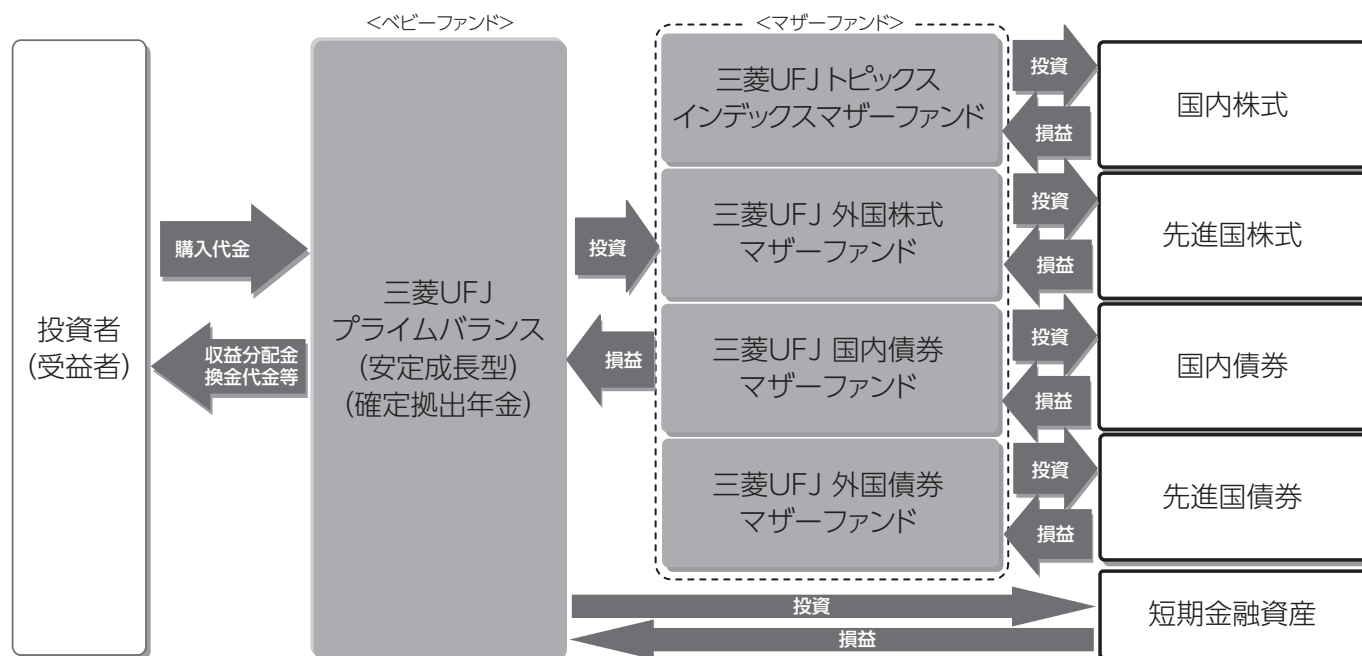 <ベビーファンド>
<マザーファンド>
投資者
(受益者)
購入代金
収益分配金
換金代金等
三菱UFJ
プライムバランス
(安定成長型)
(確定拠出年金)
投資
損益
三菱UFJ トピックス
インデックスマザーファンド
投資
損益
国内株式
三菱UFJ 外国株式
マザーファンド
投資
損益
先進国株式
三菱UFJ 国内債券
マザーファンド
投資
損益
国内債券
三菱UFJ 外国債券
マザーファンド
投資
損益
先進国債券
投資
損益
短期金融資産